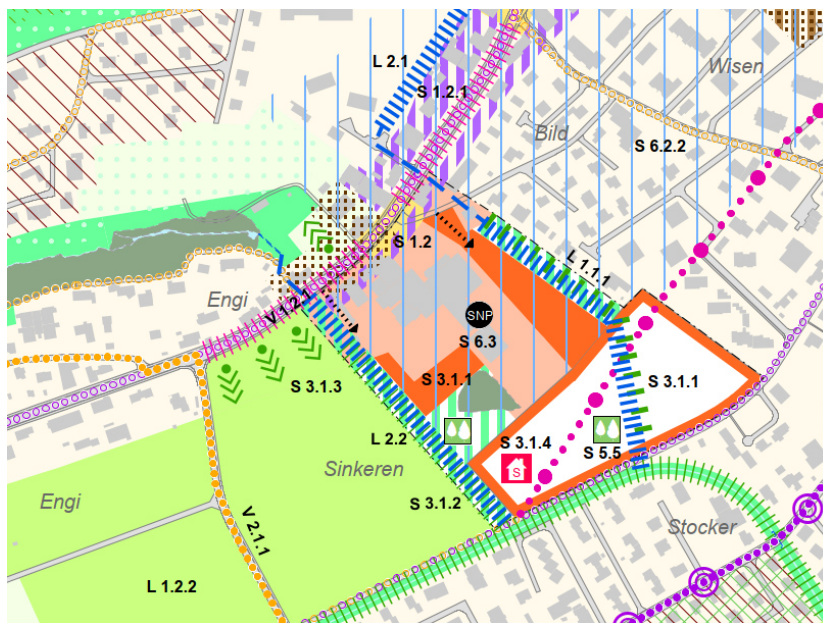 L 2.1
Wisen
S 1.2.1
Bild
S 6.2.2
S 1.2
L 1.1.1
Engi
V 1.2.1
SNP
S 6.3
S 3.1.3
S 3.1.1
S 3.1.1
L 2.2
S 3.1.4
S 5.5
S
Sinkeren
S 3.1.2
Engi
V 2.1.1
Stocker
L 1.2.2